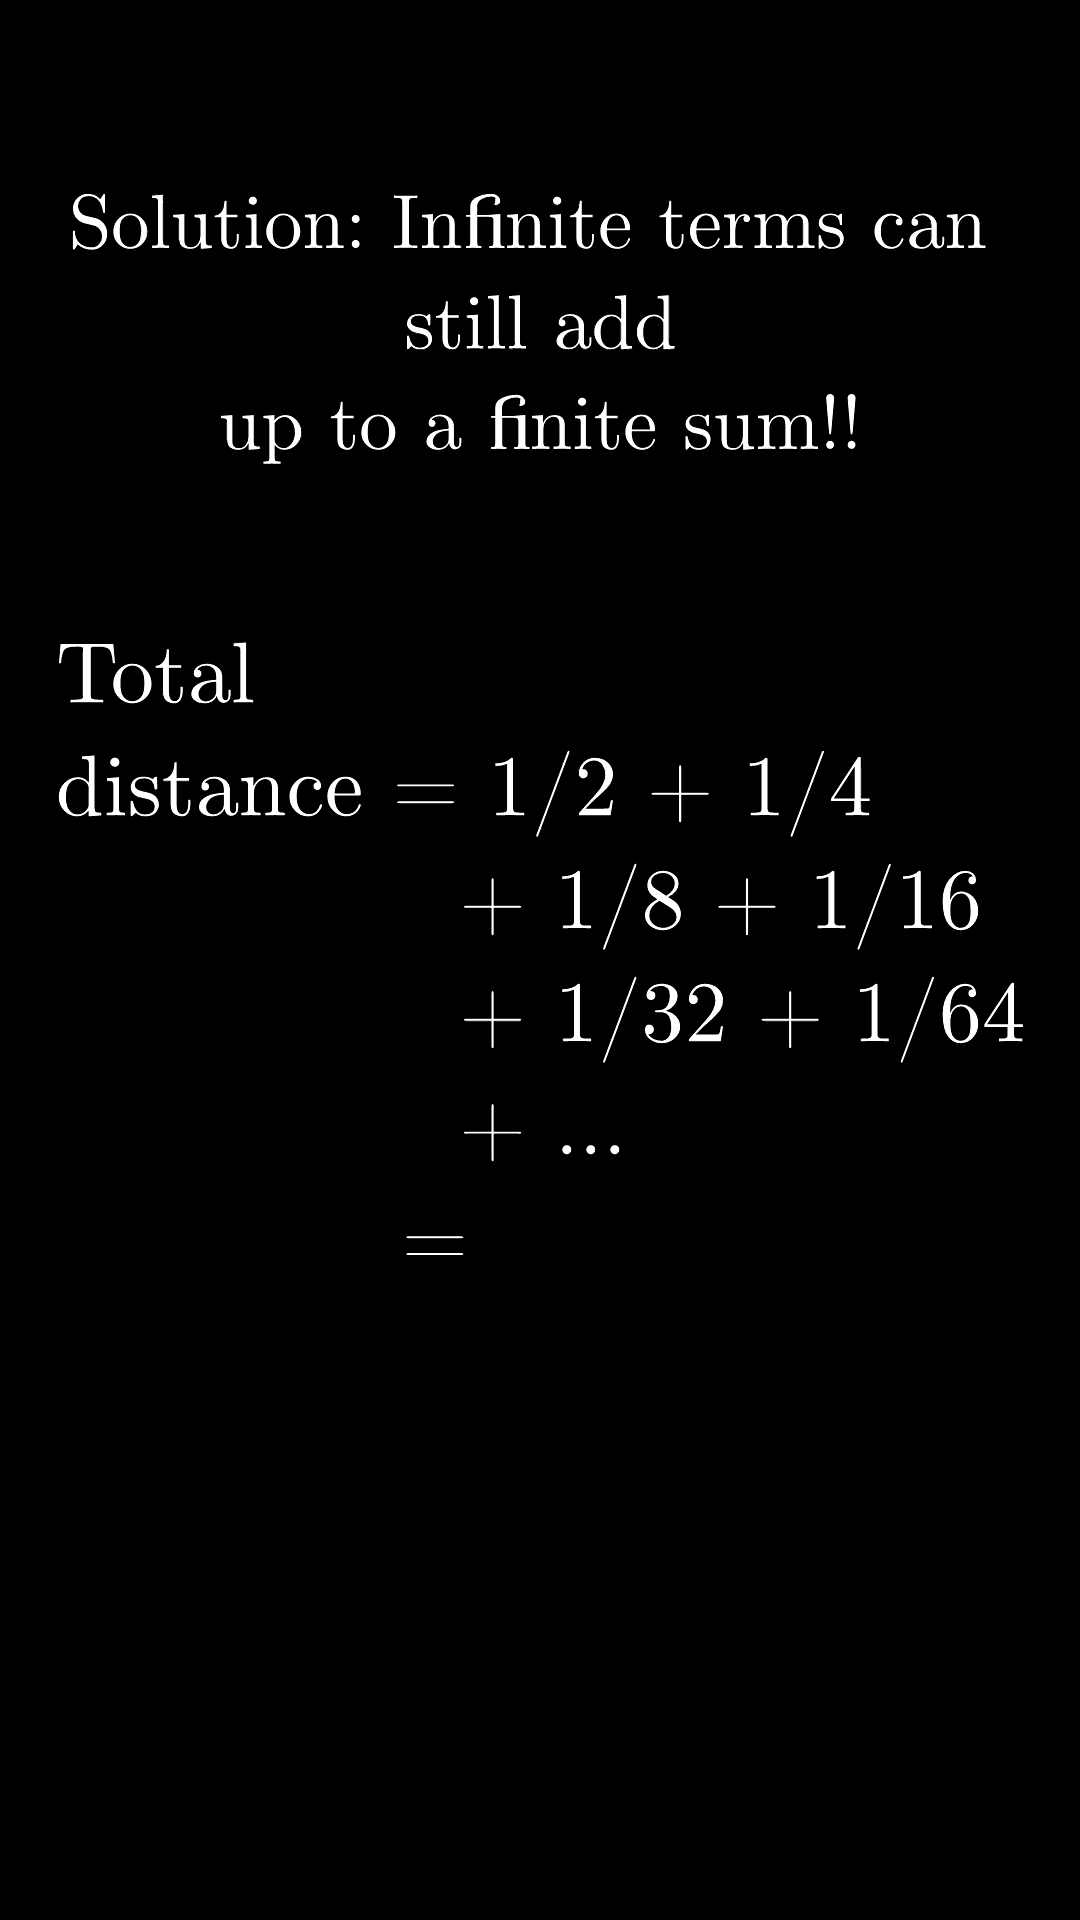 Solution: Infinite terms can
still add
up to a finite sum!!
Total
distance = 1/2 + 1/4
+ 1/8 + 1/16
+ 1/32 + 1/64
+ ...
=